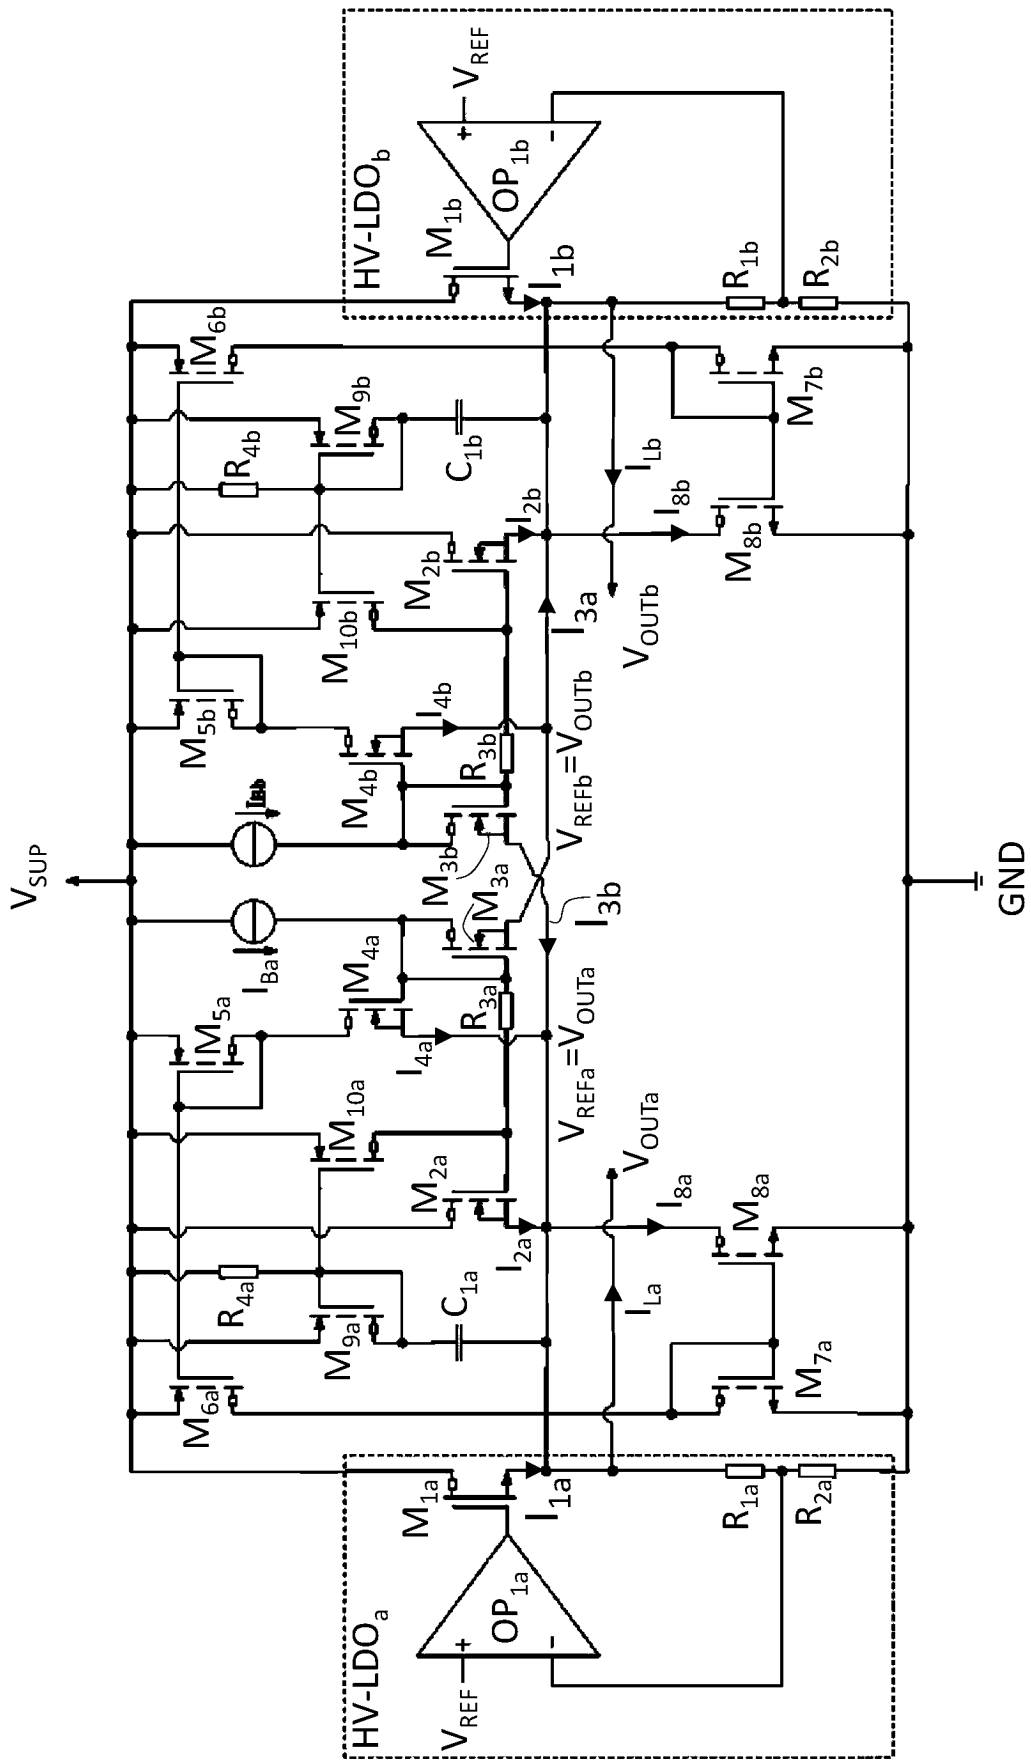 V_SUP
HV-LDO_a
V_REF
+
-
OP_1a
M_1a
I_1a
R_1a
R_2a
M_6a
M_9a
R_4a
C_1a
M_7a
I_La
V_OUTa
M_2a
I_2a
I_8a
M_8a
M_10a
M_5a
M_4a
I_4a
R_3a
V_REFa=V_OUTa
I_Ba
M_3a
I_3b
M_3b
M_4b
I_4b
R_3b
V_REFb=V_OUTb
M_5b
M_10b
I_3a
V_OUTb
M_2b
I_2b
I_8b
M_8b
I_Lb
R_4b
M_9b
C_1b
M_6b
M_7b
HV-LDO_b
M_1b
OP_1b
+
-
V_REF
I_1b
R_1b
R_2b
GND